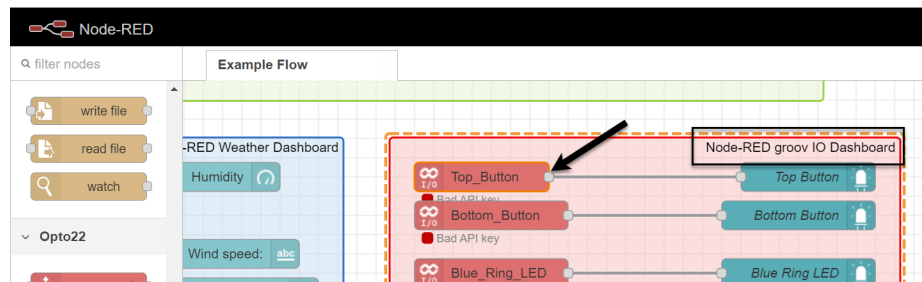 Node-RED
filter nodes
Example Flow
write file
read file
watch
Opto22
-RED Weather Dashboard
Humidity
Wind speed:
abc
Node-RED groov IO Dashboard
I/O
Top_Button
Top Button
Bad API key
I/O
Bottom_Button
Bottom Button
Bad API key
I/O
Blue_Ring_LED
Blue Ring LED